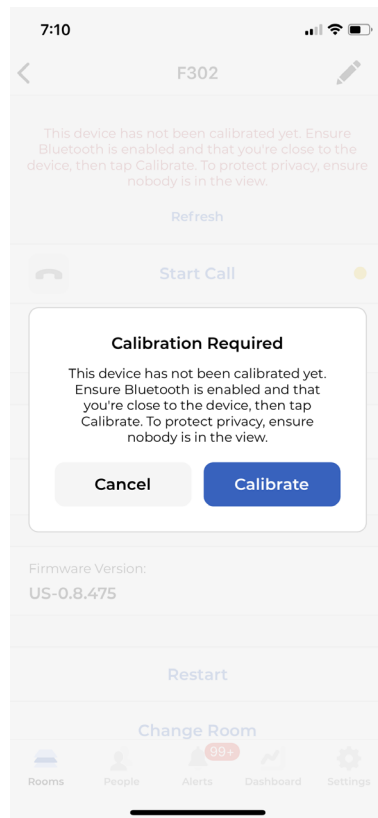 7:10
F302
This device has not been calibrated yet. Ensure
Bluetooth is enabled and that you're close to the
device, then tap Calibrate. To protect privacy, ensure
nobody is in the view.
Refresh
Start Call
Calibration Required
This device has not been calibrated yet.
Ensure Bluetooth is enabled and that
you're close to the device, then tap
Calibrate. To protect privacy, ensure
nobody is in the view.
Cancel
Calibrate
Firmware Version:
US-0.8.475
Restart
Change Room
99+
Rooms
People
Alerts
Dashboard
Settings